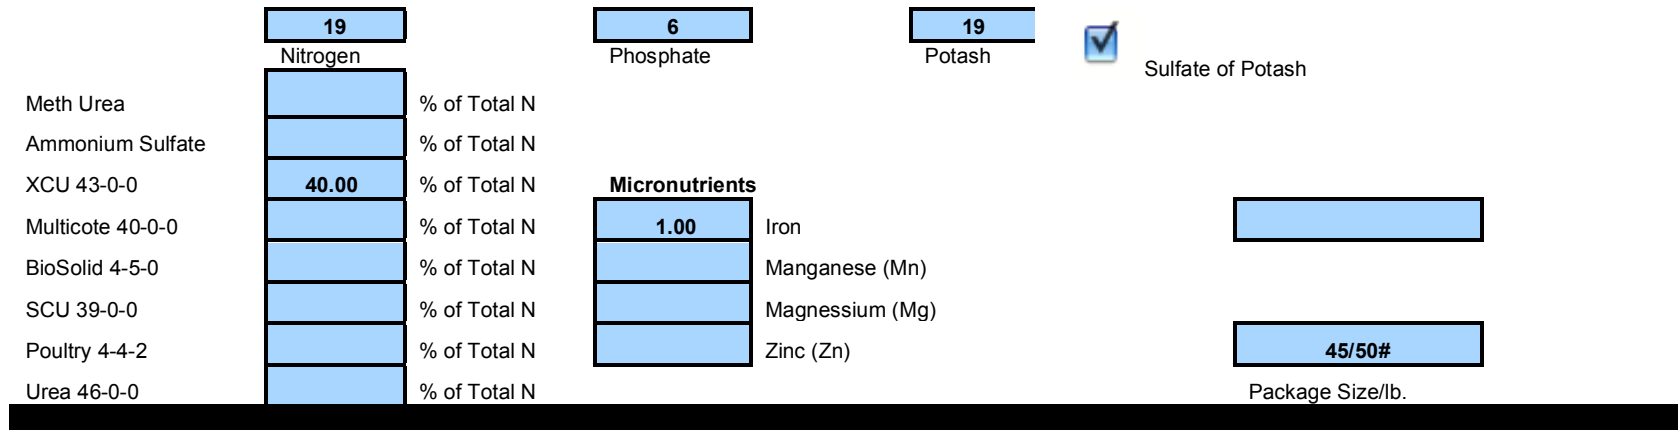 19 6 19
Nitrogen Phosphate Potash
Sulfate of Potash
Meth Urea % of Total N
Ammonium Sulfate % of Total N
XCU 43-0-0 40.00 % of Total N Micronutrients
Multicote 40-0-0 % of Total N 1.00 Iron
BioSolid 4-5-0 % of Total N Manganese (Mn)
SCU 39-0-0 % of Total N Magnessium (Mg)
Poultry 4-4-2 % of Total N Zinc (Zn) 45/50#
Urea 46-0-0 % of Total N Package Size/lb.